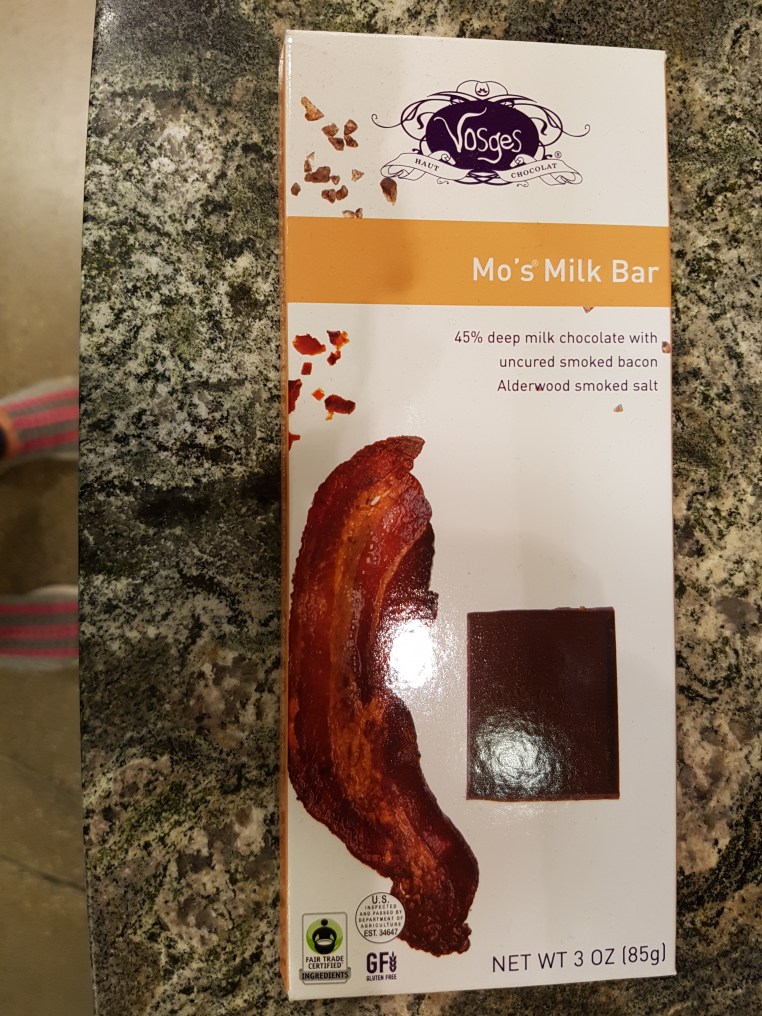 Vosges
HAUT CHOCOLAT®
Mo's® Milk Bar
45% deep milk chocolate with
uncured smoked bacon
Alderwood smoked salt
U.S.
INSPECTED
AND PASSED BY
DEPARTMENT OF
AGRICULTURE
EST. 34647
FAIR TRADE
CERTIFIED
INGREDIENTS
GF
GLUTEN FREE
NET WT 3 OZ (85g)